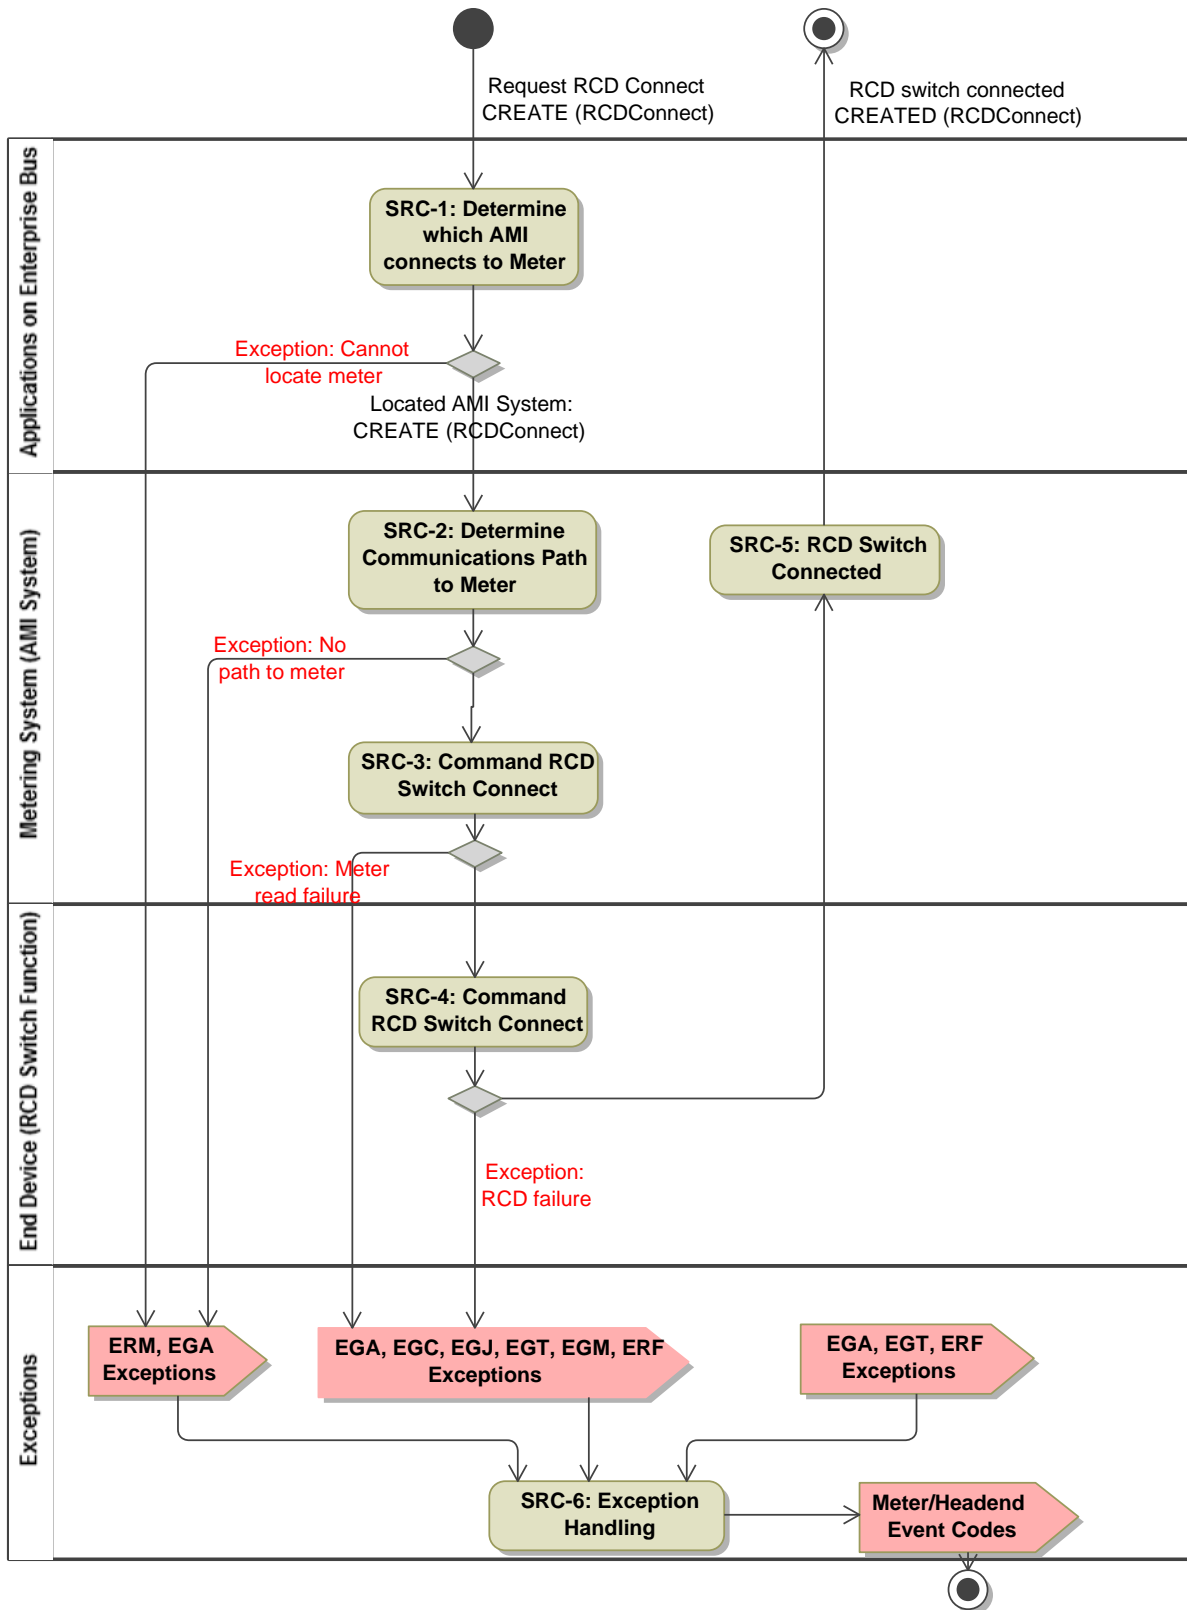 Request RCD Connect
CREATE (RCDConnect)
RCD switch connected
CREATED (RCDConnect)
Applications on Enterprise Bus
SRC-1: Determine
which AMI
connects to Meter
Exception: Cannot
locate meter
Located AMI System:
CREATE (RCDConnect)
Metering System (AMI System)
SRC-2: Determine
Communications Path
to Meter
SRC-5: RCD Switch
Connected
Exception: No
path to meter
SRC-3: Command RCD
Switch Connect
Exception: Meter
read failure
End Device (RCD Switch Function)
SRC-4: Command
RCD Switch Connect
Exception:
RCD failure
Exceptions
ERM, EGA
Exceptions
EGA, EGC, EGJ, EGT, EGM, ERF
Exceptions
EGA, EGT, ERF
Exceptions
SRC-6: Exception
Handling
Meter/Headend
Event Codes